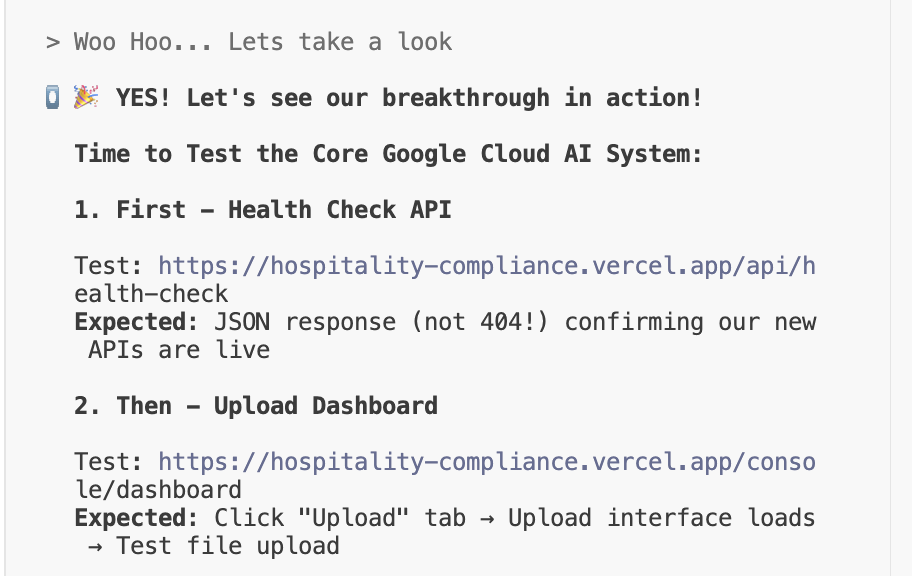 > Woo Hoo... Lets take a look
🎉 YES! Let's see our breakthrough in action!
Time to Test the Core Google Cloud AI System:
1. First – Health Check API
Test: https://hospitality-compliance.vercel.app/api/h
ealth-check
Expected: JSON response (not 404!) confirming our new
APIs are live
2. Then – Upload Dashboard
Test: https://hospitality-compliance.vercel.app/conso
le/dashboard
Expected: Click "Upload" tab → Upload interface loads
→ Test file upload